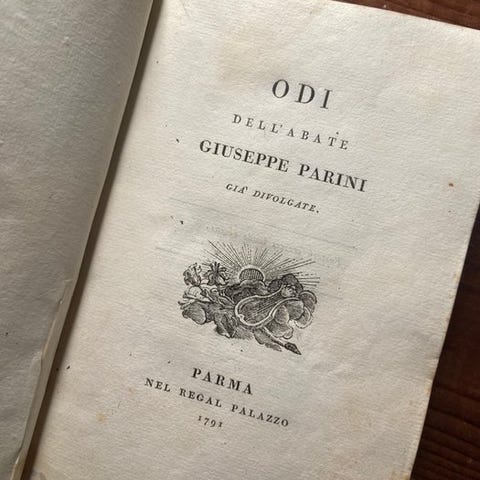 ODI
DELL'ABATE
GIUSEPPE PARINI
GIA' DIVOLGATE.
PARMA
NEL REGAL PALAZZO
1791